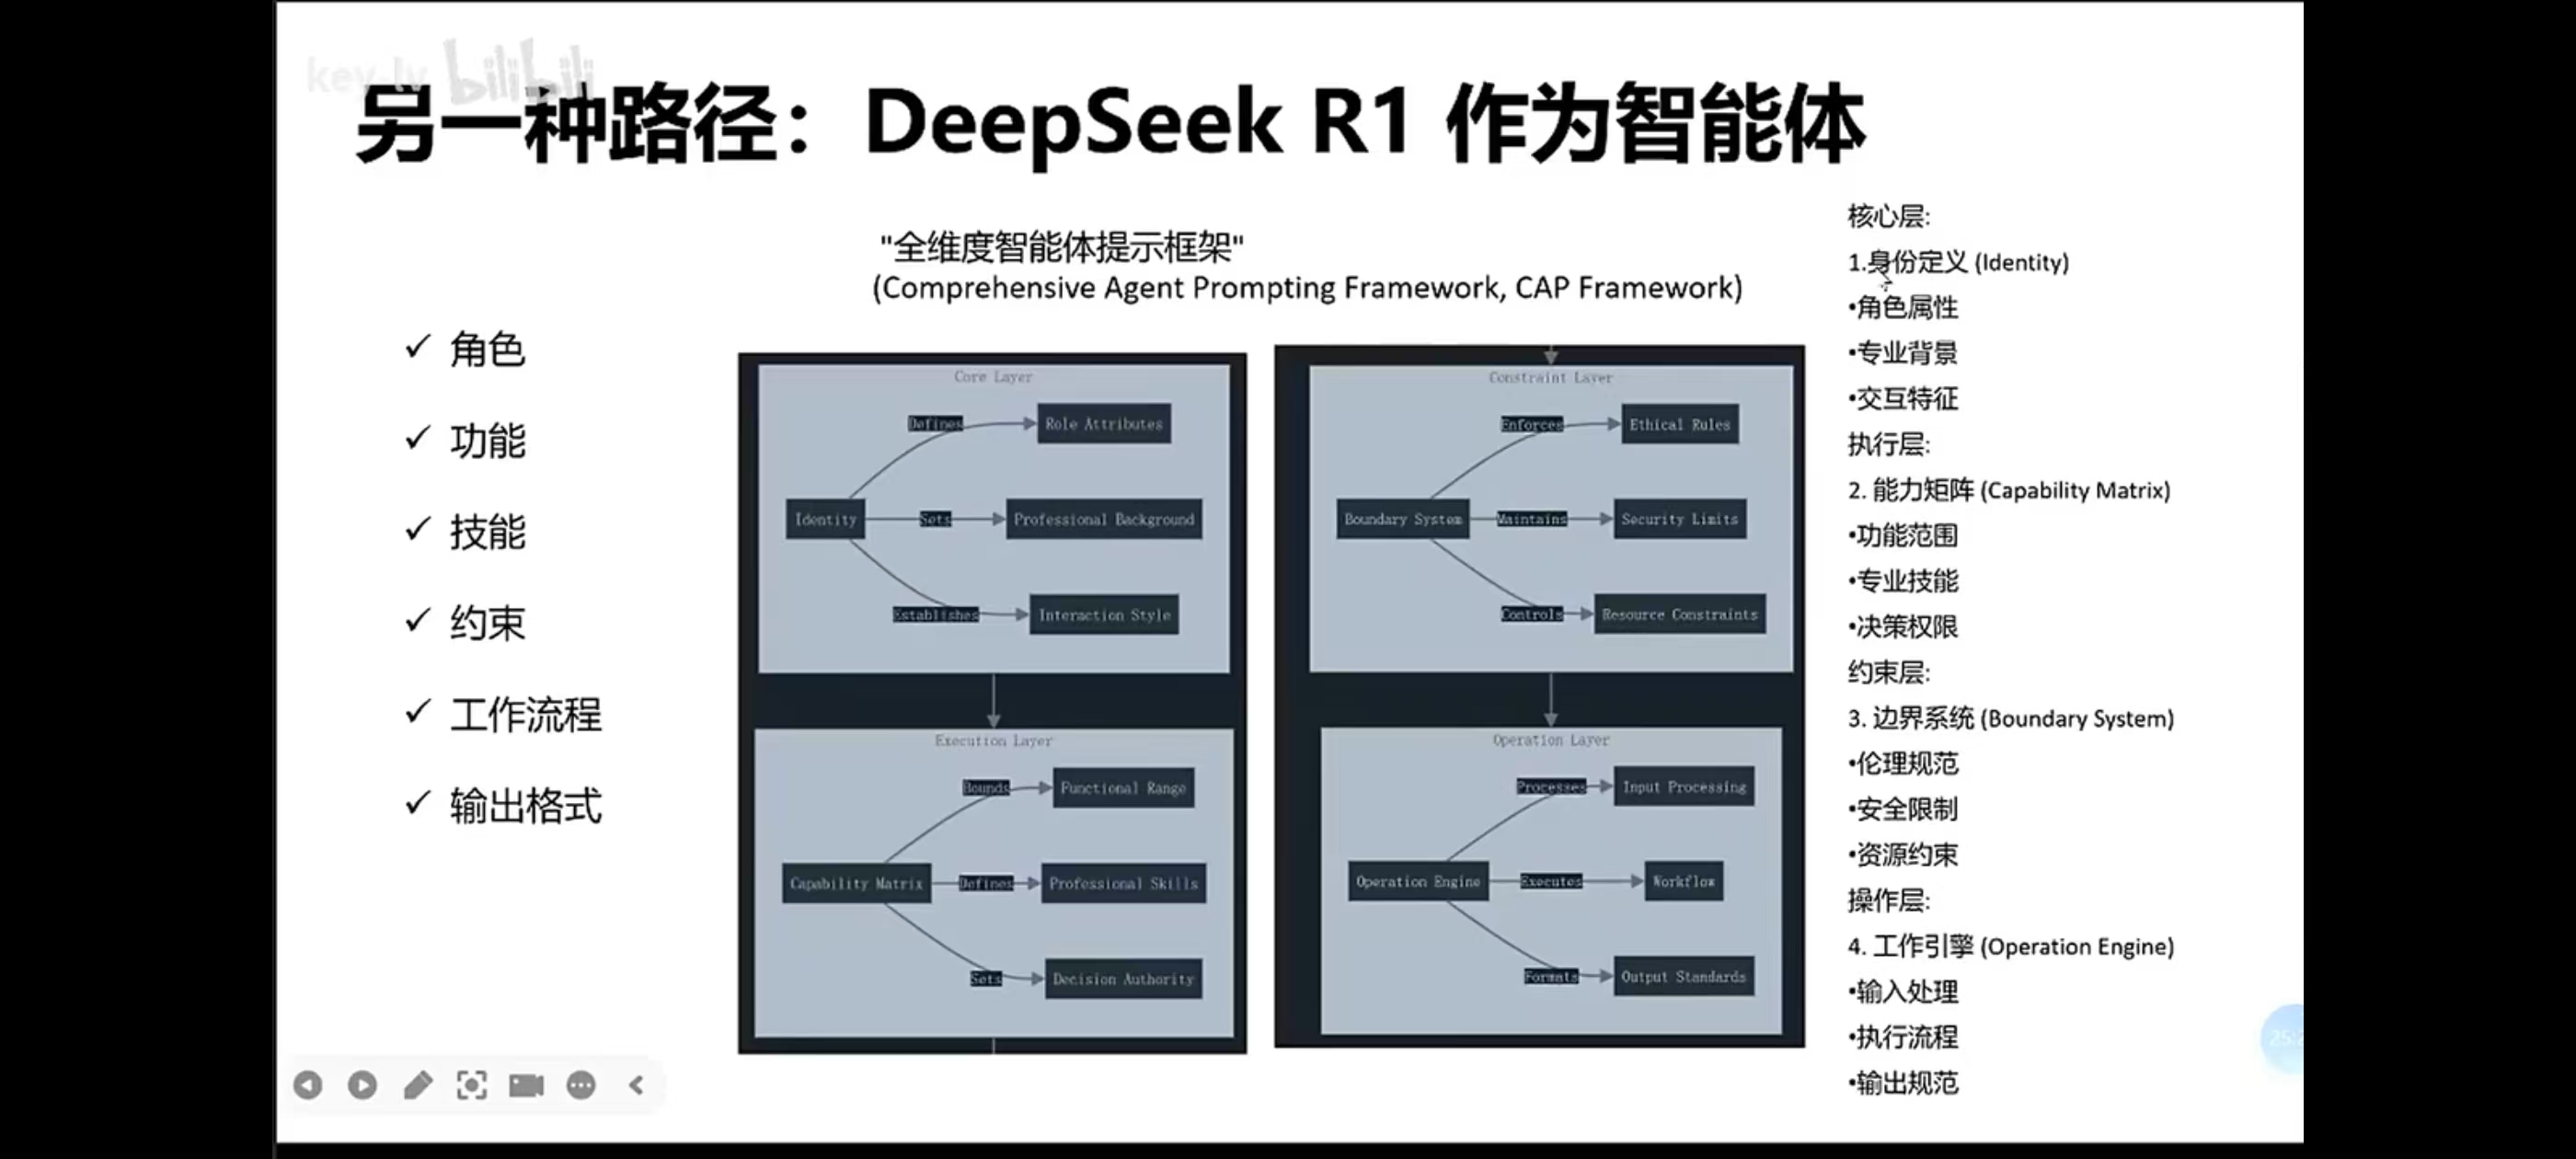 key-lv bilibili
另一种路径：DeepSeek R1 作为智能体
"全维度智能体提示框架"
(Comprehensive Agent Prompting Framework, CAP Framework)
✓ 角色
✓ 功能
✓ 技能
✓ 约束
✓ 工作流程
✓ 输出格式
Core Layer
Defines
Role Attributes
Identity
Sets
Professional Background
Establishes
Interaction Style
Execution Layer
Bounds
Functional Range
Capability Matrix
Defines
Professional Skills
Sets
Decision Authority
Constraint Layer
Enforces
Ethical Rules
Boundary System
Maintains
Security Limits
Controls
Resource Constraints
Operation Layer
Processes
Input Processing
Operation Engine
Executes
Workflow
Formats
Output Standards
核心层:
1.身份定义 (Identity)
•角色属性
•专业背景
•交互特征
执行层:
2. 能力矩阵 (Capability Matrix)
•功能范围
•专业技能
•决策权限
约束层:
3. 边界系统 (Boundary System)
•伦理规范
•安全限制
•资源约束
操作层:
4. 工作引擎 (Operation Engine)
•输入处理
•执行流程
•输出规范